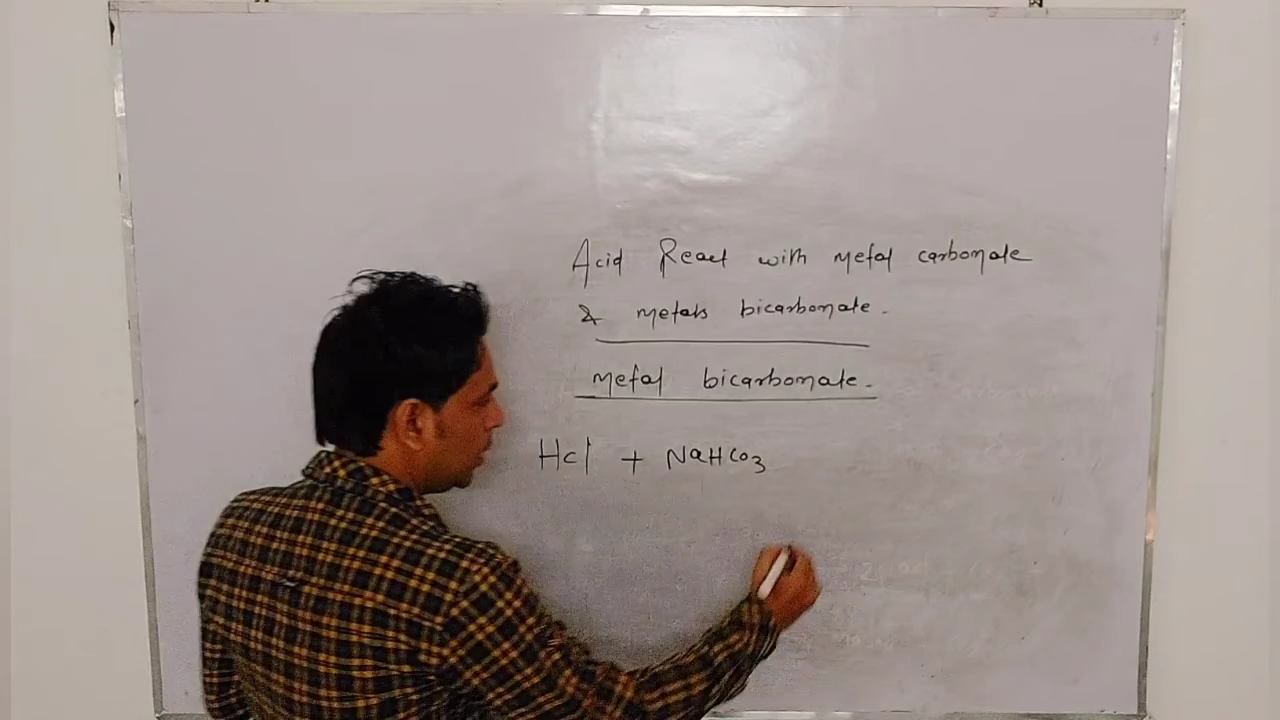 Acid React with metal carbonate
& metals bicarbonate.
metal bicarbonate.
Hcl + NaHCO3